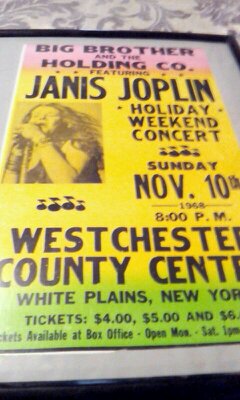 BIG BROTHER
AND THE
HOLDING CO.
FEATURING
JANIS JOPLIN
HOLIDAY
WEEKEND
CONCERT
SUNDAY
NOV. 10th
1968
8:00 P.M.
WESTCHESTE
COUNTY CENT
WHITE PLAINS, NEW YOR
TICKETS: $4.00, $5.00 AND $6.
ckets Available at Box Office - Open Mon. - Sat. 1pm